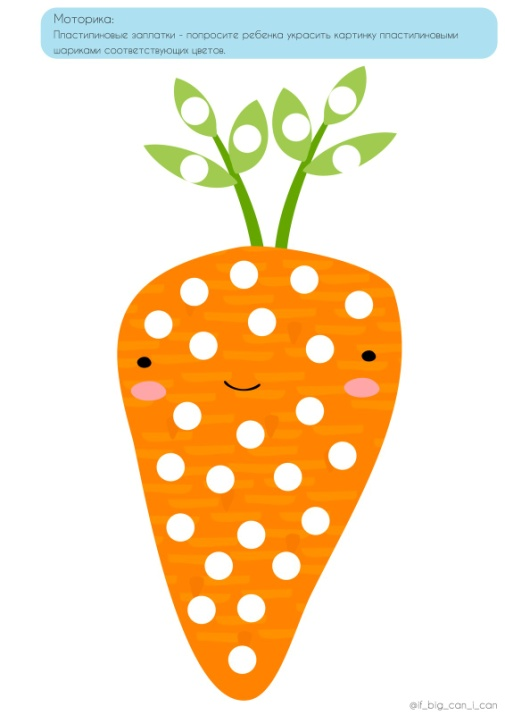 Моторика:
Пластилиновые заплатки - попросите ребенка украсить картинку пластилиновыми
шариками соответствующих цветов.
@if_big_can_i_can